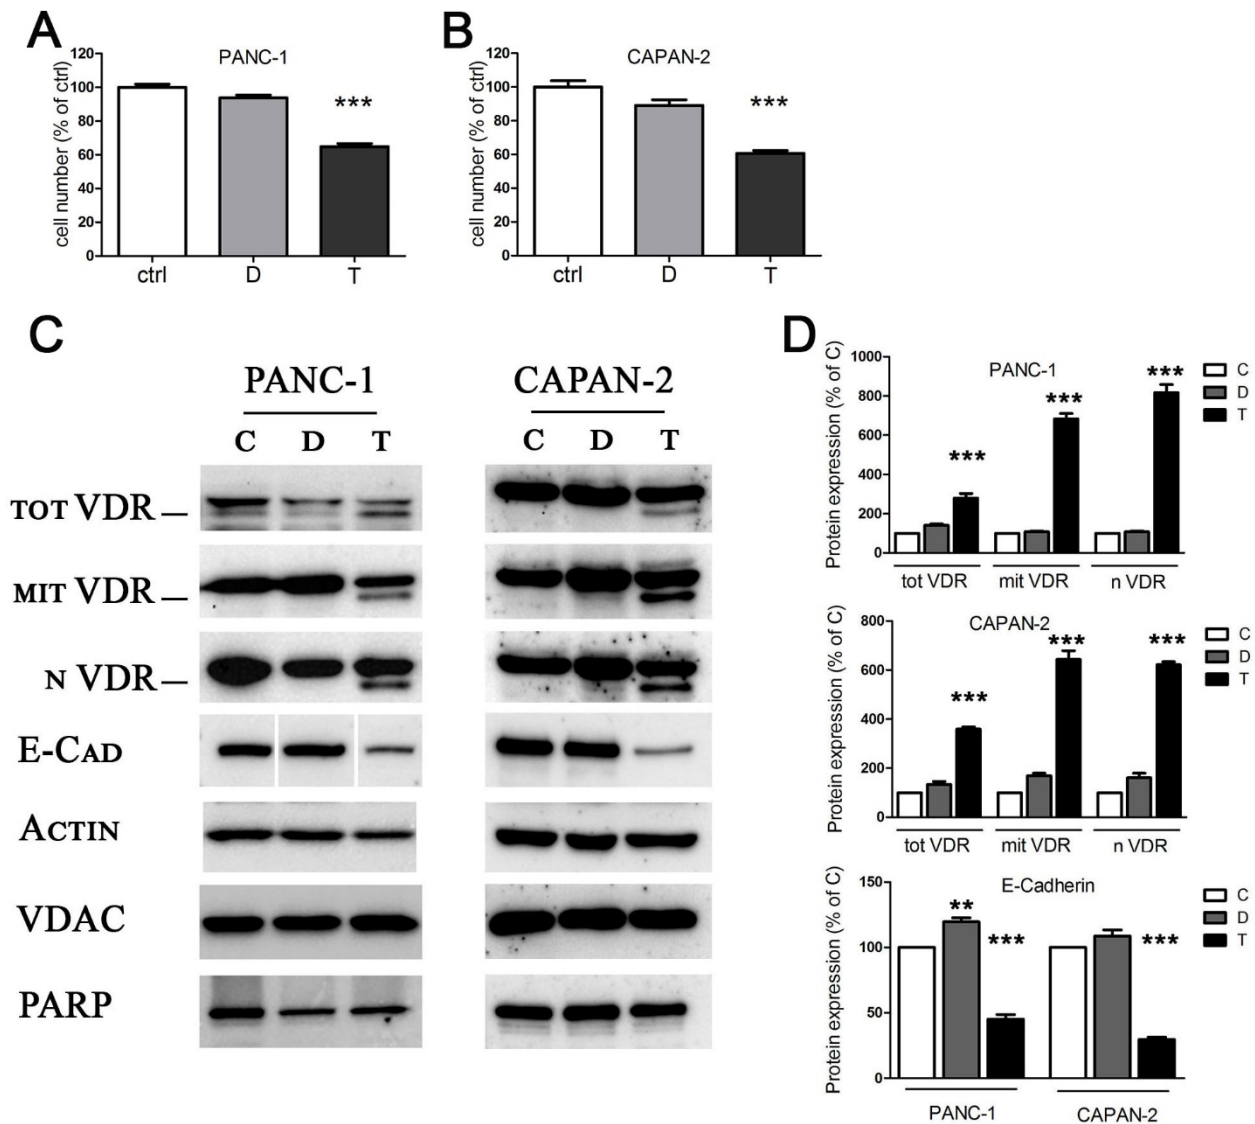 A
PANC-1
cell number (% of ctrl)
120
100
80
60
40
20
0
***
ctrl D T
B
CAPAN-2
cell number (% of ctrl)
120
100
80
60
40
20
0
***
ctrl D T
C
PANC-1 CAPAN-2
C D T C D T
TOT VDR
MIT VDR
N VDR
E-CAD
ACTIN
VDAC
PARP
D
PANC-1
Protein expression (% of C)
1000
800
600
400
200
0
*** *** ***
tot VDR mit VDR n VDR
C
D
T
CAPAN-2
Protein expression (% of C)
800
600
400
200
0
*** *** ***
tot VDR mit VDR n VDR
C
D
T
E-Cadherin
Protein expression (% of C)
150
100
50
0
** *** ***
PANC-1 CAPAN-2
C
D
T